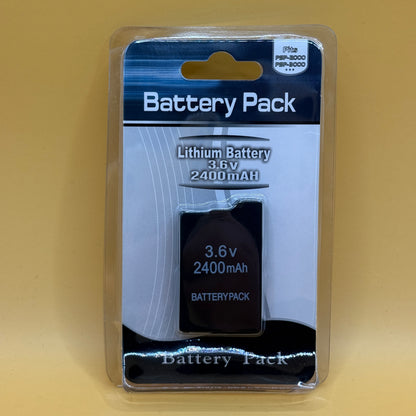 Fits
PSP-2000
PSP-3000
Battery Pack
Lithium Battery
3.6v
2400mAH
3.6v
2400mAh
BATTERYPACK
Battery Pack